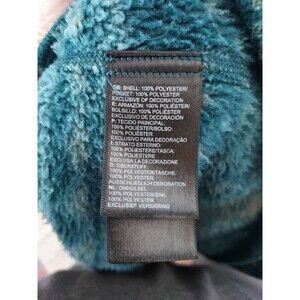 GB: SHELL: 100% POLYESTER/
POCKET: 100% POLYESTER
EXCLUSIVE OF DECORATION
E: ARMAZÓN: 100% POLIÉSTER/
BOLSILLO: 100% POLIÉSTER
EXCLUSIVO DE DECORACIÓN
P: TECIDO PRINCIPAL:
100% POLIÉSTER/BOLSO:
100% POLIÉSTER
EXCLUSIVO PARA DECORAÇÃO
I: STRATO ESTERNO:
100% POLIESTERE/TASCA:
100% POLIESTERE
ESCLUSA LA DECORAZIONE
D: OBERSTOFF:
100% POLYESTER/TASCHE:
100% POLYESTER
AUSSCHLIEßLICH DEKORATION
NL: OMHULSEL:
100% POLYESTER/ZAK:
100% POLYESTER
EXCLUSIEF VERSIERING